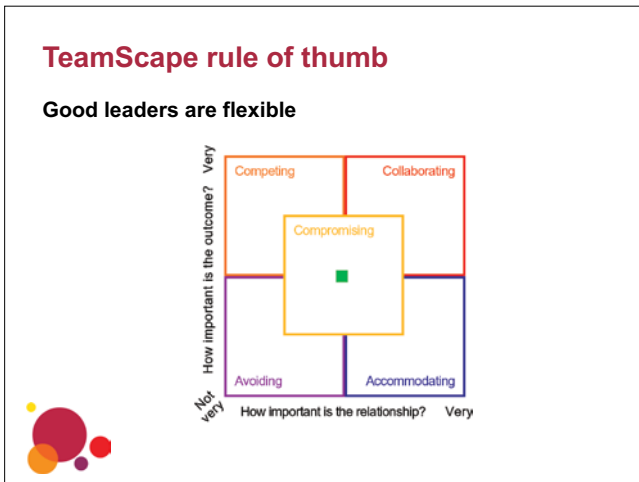 TeamScape rule of thumb
Good leaders are flexible
Very
How important is the outcome?
Competing
Collaborating
Compromising
Avoiding
Accommodating
Not
very
How important is the relationship?
Very